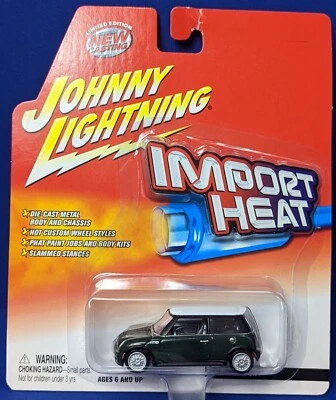 LIMITED EDITION
NEW
CASTING
JOHNNY
LIGHTNING®
IMPORT
HEAT
DIE-CAST METAL
BODY AND CHASSIS
HOT CUSTOM WHEEL STYLES
PHAT PAINT JOBS AND BODY KITS
SLAMMED STANCES
WARNING:
CHOKING HAZARD—Small parts
Not for children under 3 yrs.
AGES 6 AND UP